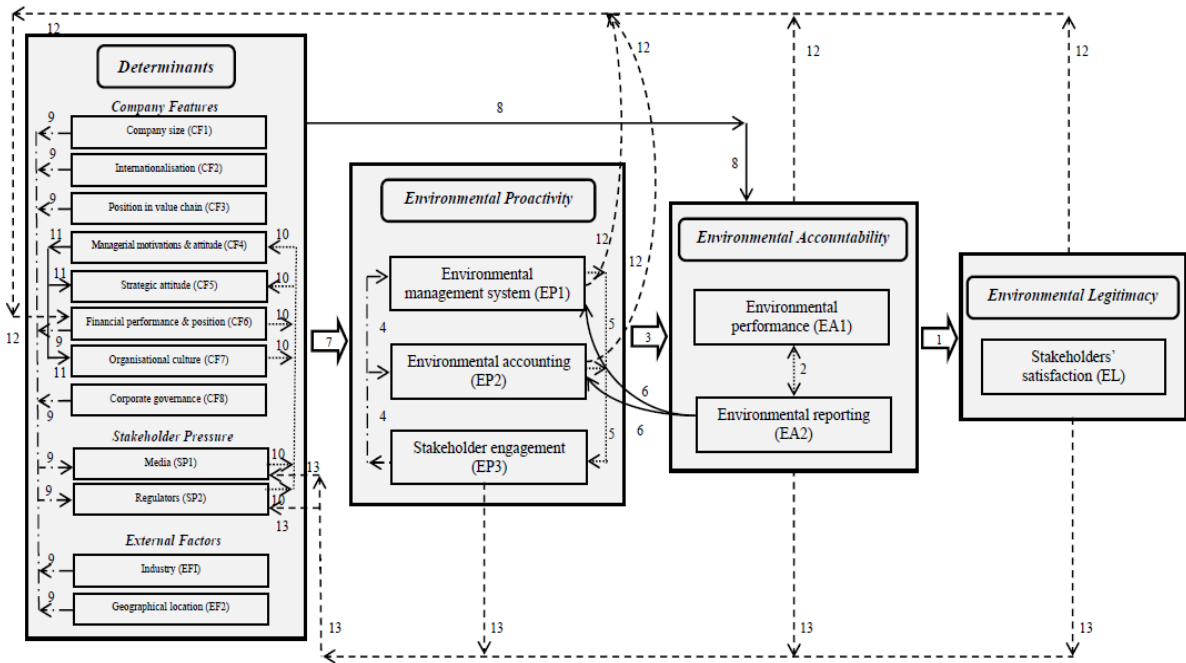 12
12
12
12
Determinants
Company Features
8
9
Company size (CF1)
9
Internationalisation (CF2)
8
9
Position in value chain (CF3)
Environmental Proactivity
Environmental Accountability
11
Managerial motivations & attitude (CF4)
10
12
12
11
Strategic attitude (CF5)
10
Environmental
management system (EP1)
Environmental Legitimacy
12
Financial performance & position (CF6)
10
9
11
Organisational culture (CF7)
10
7
4
5
3
Environmental
performance (EA1)
1
Environmental accounting
(EP2)
2
Stakeholders’
satisfaction (EL)
Corporate governance (CF8)
9
4
6
6
Environmental reporting
(EA2)
Stakeholder Pressure
5
Stakeholder engagement
(EP3)
9
Media (SP1)
10
13
9
Regulators (SP2)
10
13
External Factors
9
Industry (EFI)
9
Geographical location (EF2)
13
13
13
13